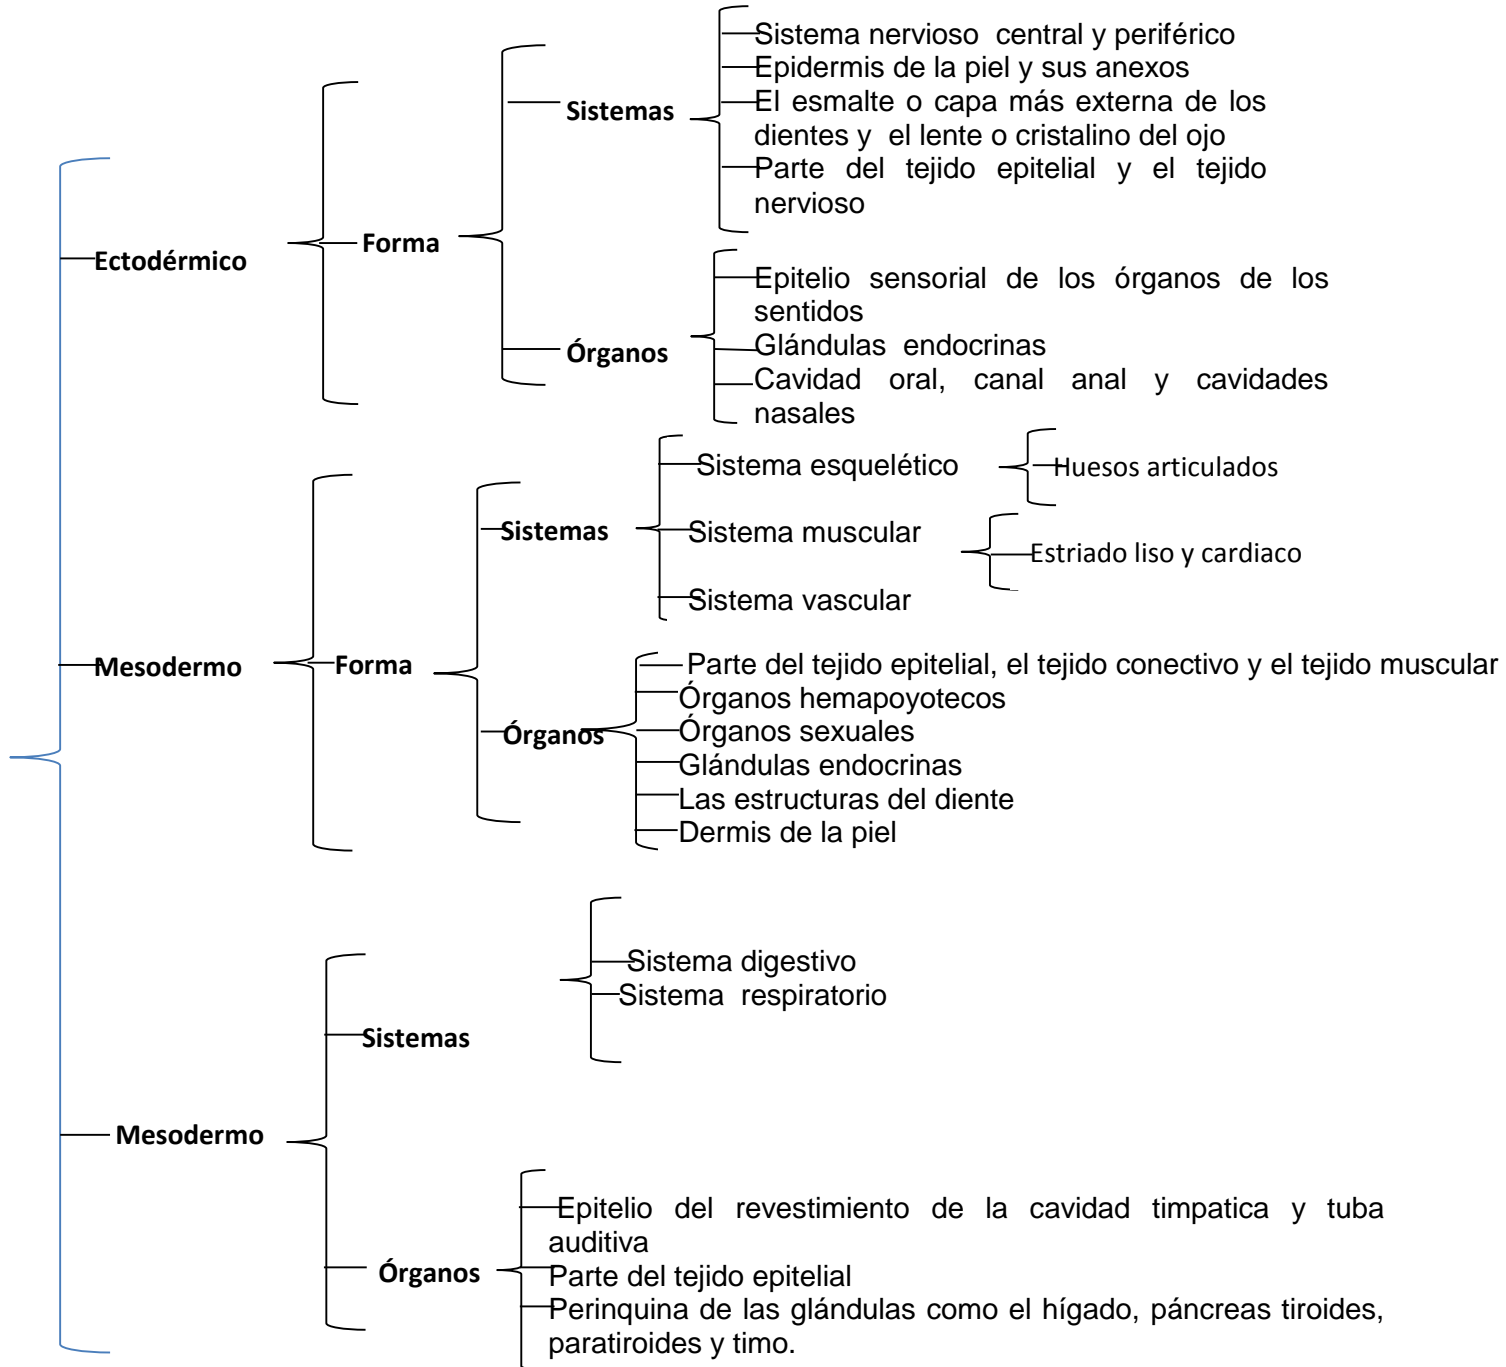 Ectodérmico
Forma
Sistemas
Sistema nervioso central y periférico
Epidermis de la piel y sus anexos
El esmalte o capa más externa de los
dientes y el lente o cristalino del ojo
Parte del tejido epitelial y el tejido
nervioso
Órganos
Epitelio sensorial de los órganos de los
sentidos
Glándulas endocrinas
Cavidad oral, canal anal y cavidades
nasales
Mesodermo
Forma
Sistemas
Sistema esquelético
Huesos articulados
Sistema muscular
Estriado liso y cardiaco
Sistema vascular
Órganos
Parte del tejido epitelial, el tejido conectivo y el tejido muscular
Órganos hemapoyotecos
Órganos sexuales
Glándulas endocrinas
Las estructuras del diente
Dermis de la piel
Mesodermo
Sistemas
Sistema digestivo
Sistema respiratorio
Órganos
Epitelio del revestimiento de la cavidad timpatica y tuba
auditiva
Parte del tejido epitelial
Perinquina de las glándulas como el hígado, páncreas tiroides,
paratiroides y timo.